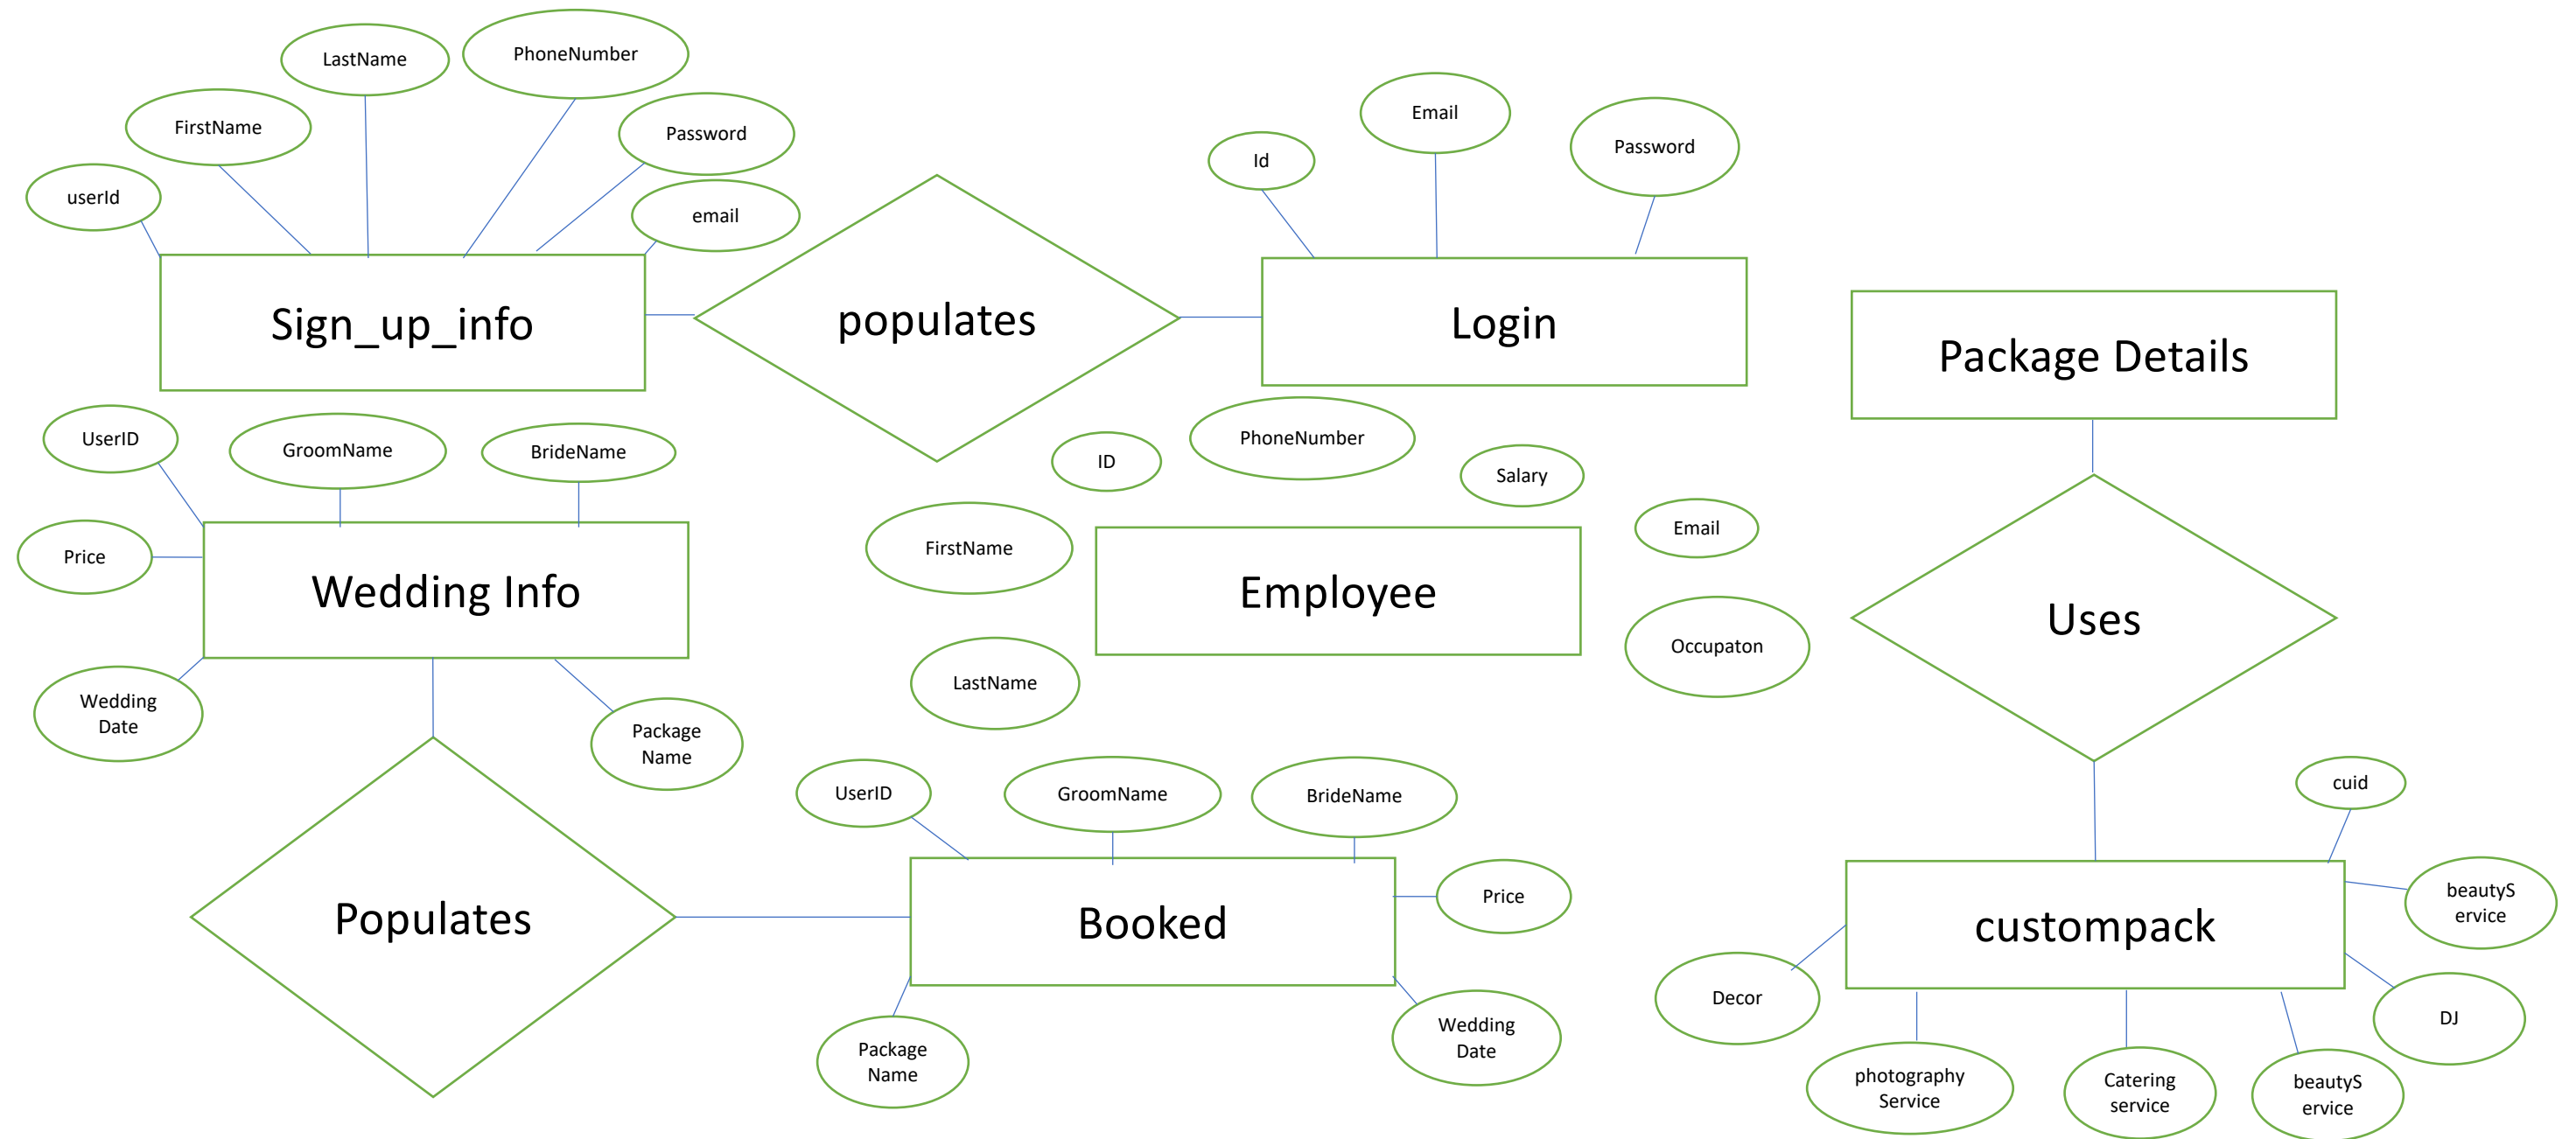 LastName
PhoneNumber
FirstName
Password
userId
email
Sign_up_info
populates
Id
Email
Password
Login
Package Details
UserID
GroomName
BrideName
Price
Wedding Info
Wedding
Date
Package
Name
ID
PhoneNumber
Salary
FirstName
Email
Employee
LastName
Occupaton
Uses
Populates
UserID
GroomName
BrideName
Price
Booked
Package
Name
Wedding
Date
cuid
beautyS
ervice
custompack
Decor
DJ
photography
Service
Catering
service
beautyS
ervice